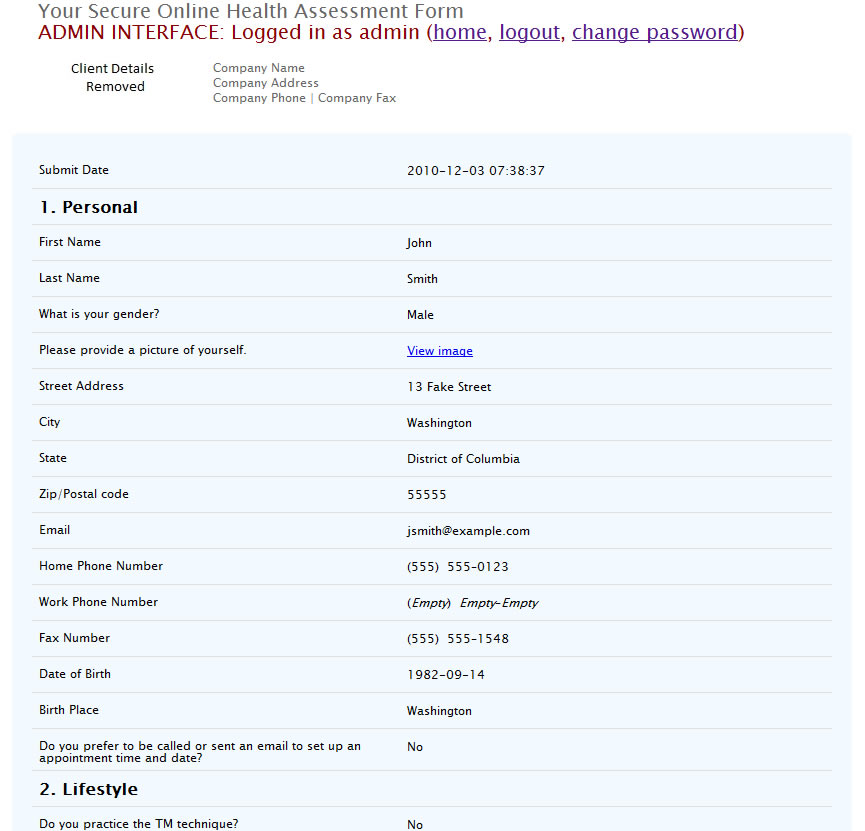 Your Secure Online Health Assessment Form
ADMIN INTERFACE: Logged in as admin (home, logout, change password)
Client Details
Removed
Company Name
Company Address
Company Phone | Company Fax
Submit Date 2010-12-03 07:38:37
1. Personal
First Name John
Last Name Smith
What is your gender? Male
Please provide a picture of yourself. View image
Street Address 13 Fake Street
City Washington
State District of Columbia
Zip/Postal code 55555
Email jsmith@example.com
Home Phone Number (555) 555-0123
Work Phone Number (Empty) Empty-Empty
Fax Number (555) 555-1548
Date of Birth 1982-09-14
Birth Place Washington
Do you prefer to be called or sent an email to set up an No
appointment time and date?
2. Lifestyle
Do you practice the TM technique? No